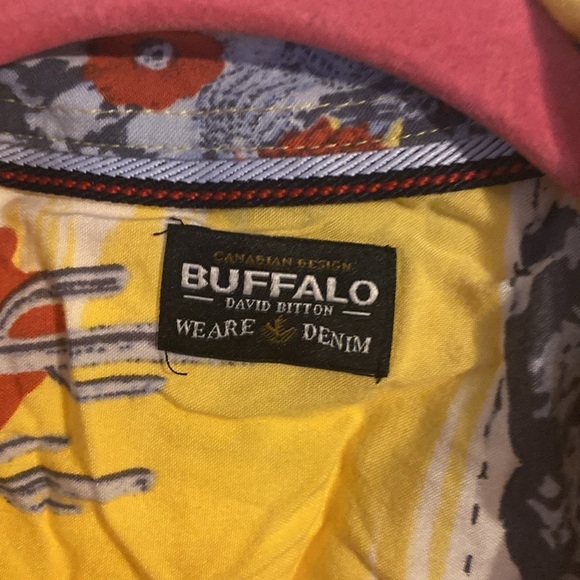 CANADIAN DESIGN
BUFFALO
DAVID BITTON
WE ARE DENIM